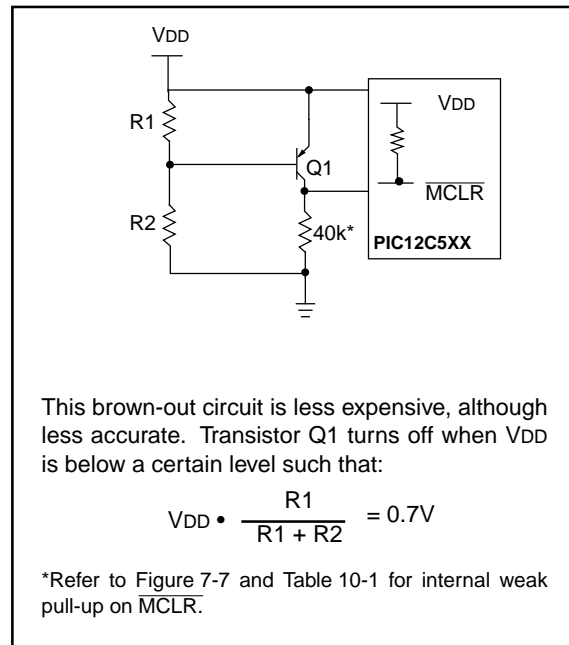 VDD
R1
VDD
Q1
MCLR
R2
40k*
PIC12C5XX
This brown-out circuit is less expensive, although
less accurate. Transistor Q1 turns off when VDD
is below a certain level such that:
VDD • R1
R1 + R2
= 0.7V
*Refer to Figure 7-7 and Table 10-1 for internal weak
pull-up on MCLR.